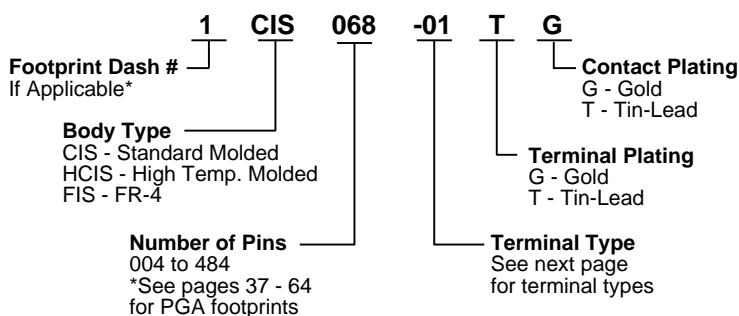 1 CIS 068 -01 T G
Footprint Dash #
If Applicable*
Contact Plating
G - Gold
T - Tin-Lead
Body Type
CIS - Standard Molded
HCIS - High Temp. Molded
FIS - FR-4
Terminal Plating
G - Gold
T - Tin-Lead
Number of Pins
004 to 484
*See pages 37 - 64
for PGA footprints
Terminal Type
See next page
for terminal types